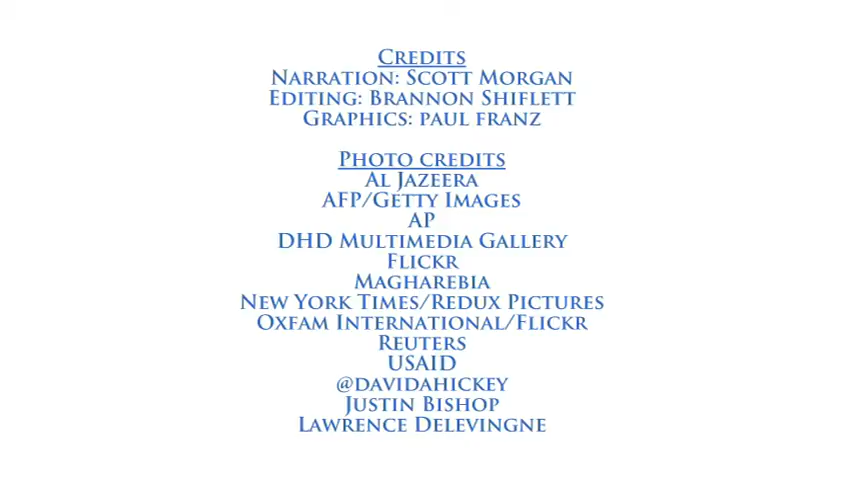 Credits
Narration: Scott Morgan
Editing: Brannon Shiflett
Graphics: paul franz
Photo credits
Al Jazeera
AFP/Getty Images
AP
DHD Multimedia Gallery
Flickr
Magharebia
New York Times/Redux Pictures
Oxfam International/Flickr
Reuters
USAID
@davidahickey
Justin Bishop
Lawrence Delevingne